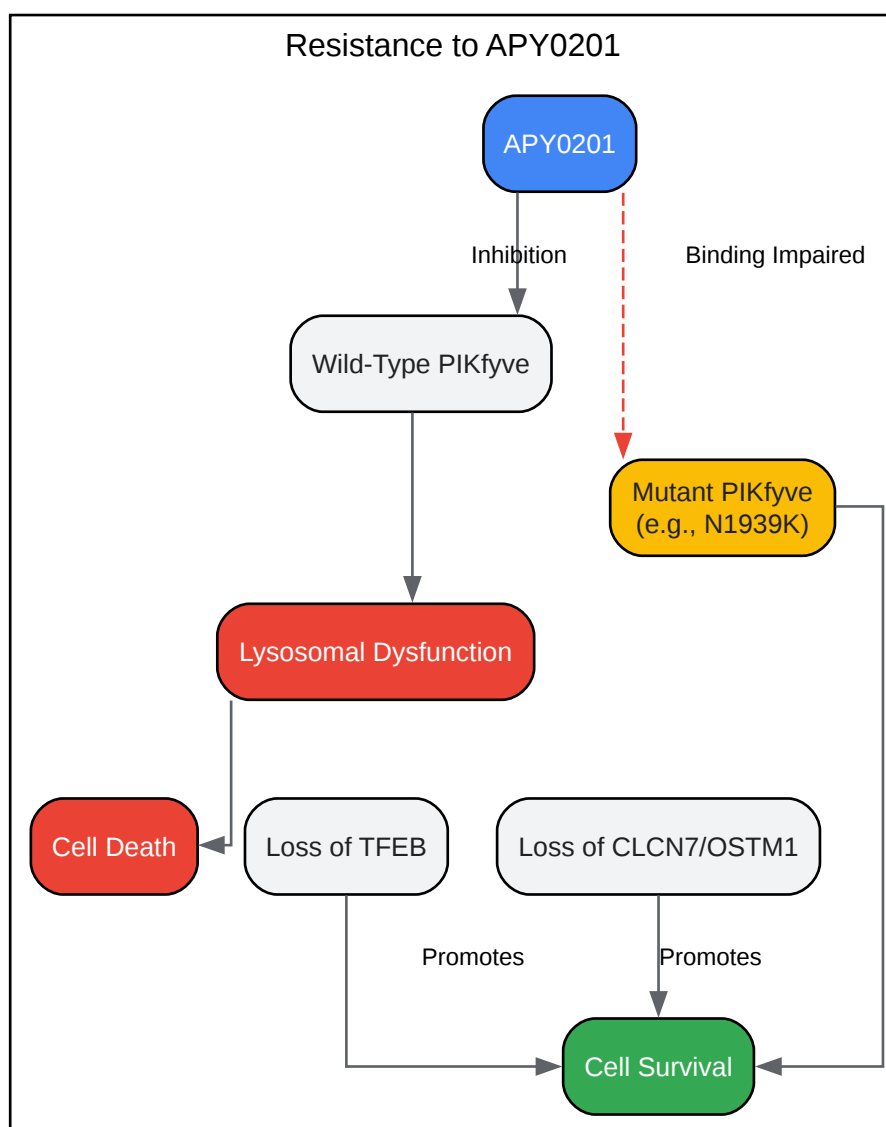 Resistance to APY0201
APY0201
Inhibition
Binding Impaired
Wild-Type PIKfyve
Mutant PIKfyve
(e.g., N1939K)
Lysosomal Dysfunction
Cell Death
Loss of TFEB
Loss of CLCN7/OSTM1
Promotes
Promotes
Cell Survival